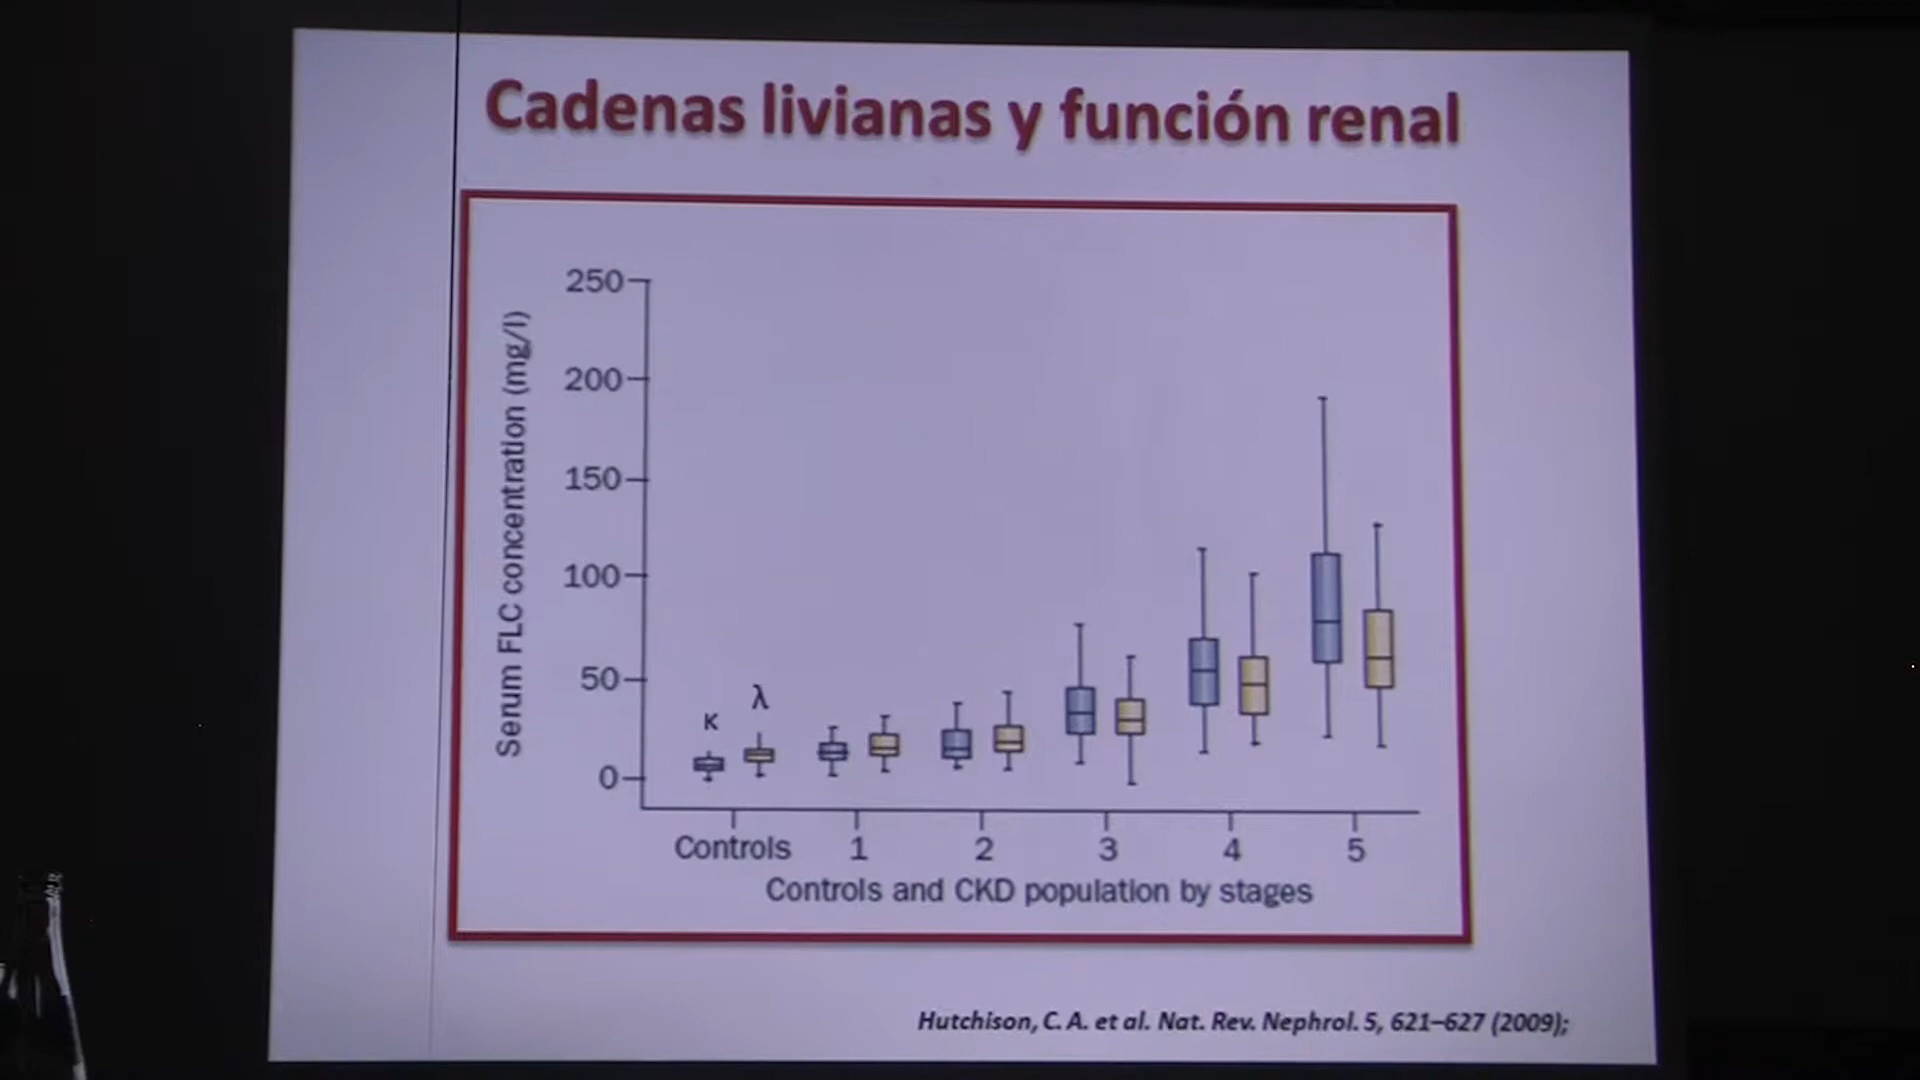 Cadenas livianas y función renal
250
200
150
100
50
0
Serum FLC concentration (mg/l)
κ
λ
Controls 1 2 3 4 5
Controls and CKD population by stages
Hutchison, C. A. et al. Nat. Rev. Nephrol. 5, 621–627 (2009);